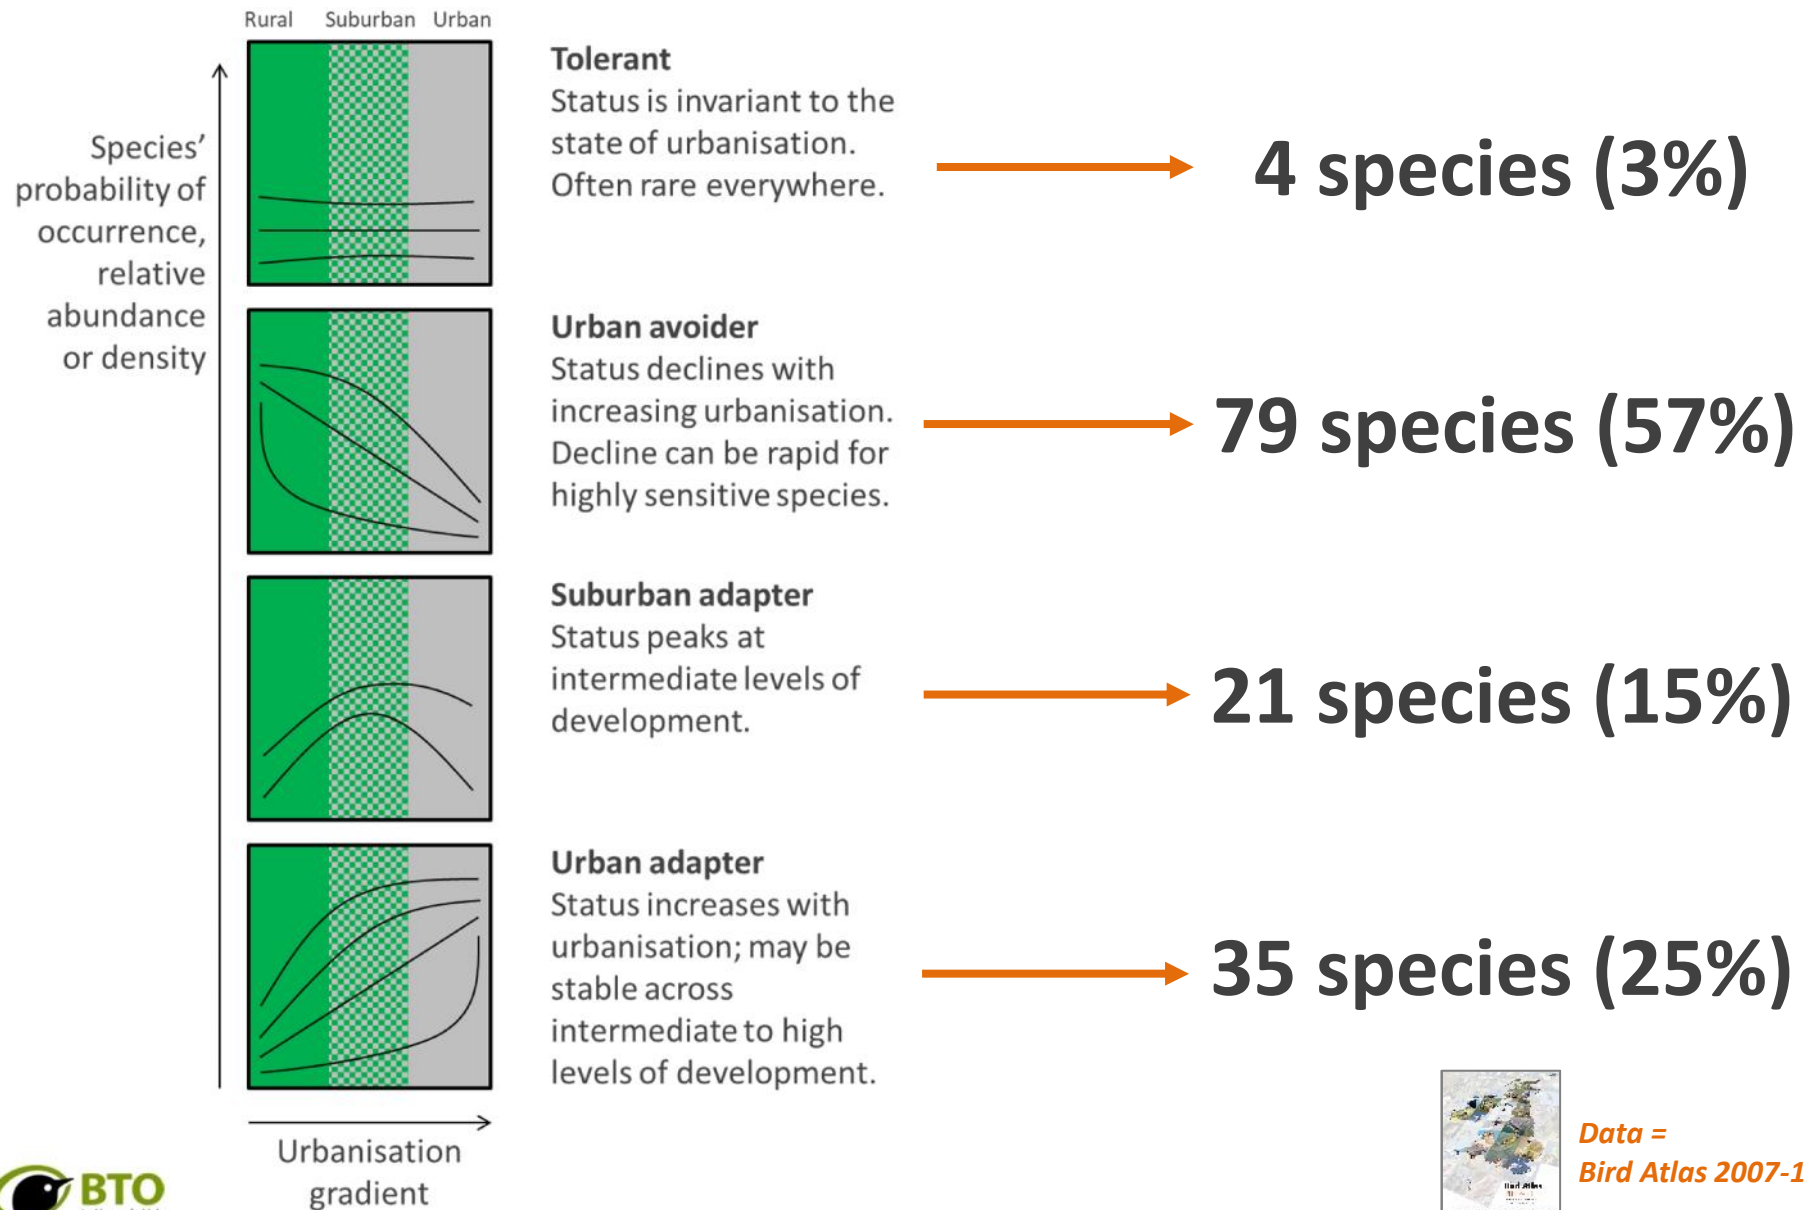 Rural Suburban Urban
Species’
probability of
occurrence,
relative
abundance
or density
Tolerant
Status is invariant to the
state of urbanisation.
Often rare everywhere.
4 species (3%)
Urban avoider
Status declines with
increasing urbanisation.
Decline can be rapid for
highly sensitive species.
79 species (57%)
Suburban adapter
Status peaks at
intermediate levels of
development.
21 species (15%)
Urban adapter
Status increases with
urbanisation; may be
stable across
intermediate to high
levels of development.
35 species (25%)
Urbanisation
gradient
BTO
Bird Atlas
Data =
Bird Atlas 2007-1